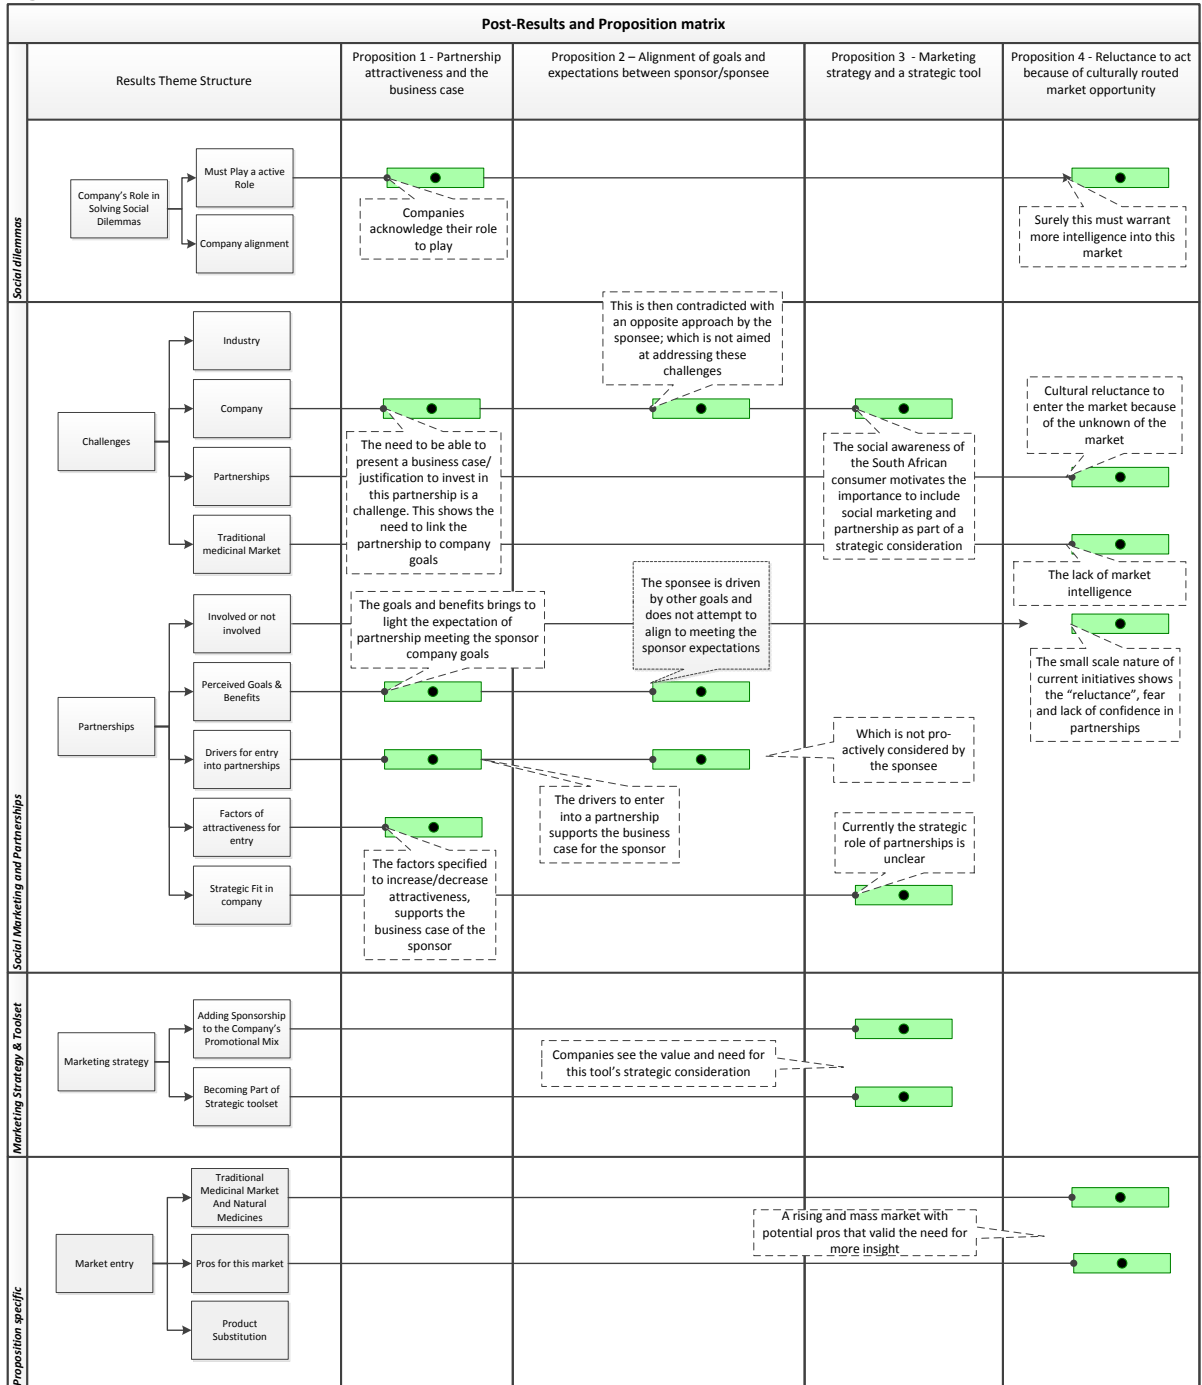 Post-Results and Proposition matrix
Results Theme Structure
Proposition 1 - Partnership
attractiveness and the
business case
Proposition 2 – Alignment of goals and
expectations between sponsor/sponsee
Proposition 3 - Marketing
strategy and a strategic tool
Proposition 4 - Reluctance to act
because of culturally routed
market opportunity
Social dilemmas
Company's Role in
Solving Social
Dilemmas
Must Play a active
Role
Company alignment
Companies
acknowledge their role
to play
Surely this must warrant
more intelligence into this
market
Social Marketing and Partnerships
Challenges
Industry
Company
Partnerships
Traditional
medicinal Market
The need to be able to
present a business case/
justification to invest in
this partnership is a
challenge. This shows the
need to link the
partnership to company
goals
This is then contradicted with
an opposite approach by the
sponsee; which is not aimed
at addressing these
challenges
The social awareness of
the South African
consumer motivates the
importance to include
social marketing and
partnership as part of a
strategic consideration
Cultural reluctance to
enter the market because
of the unknown of the
market
The lack of market
intelligence
Partnerships
Involved or not
involved
Perceived Goals &
Benefits
Drivers for entry
into partnerships
Factors of
attractiveness for
entry
Strategic Fit in
company
The goals and benefits brings to
light the expectation of
partnership meeting the sponsor
company goals
The sponsee is driven
by other goals and
does not attempt to
align to meeting the
sponsor expectations
The small scale nature of
current initiatives shows
the "reluctance", fear
and lack of confidence in
partnerships
Which is not pro-
actively considered by
the sponsee
The drivers to enter
into a partnership
supports the business
case for the sponsor
Currently the strategic
role of partnerships is
unclear
The factors specified
to increase/decrease
attractiveness,
supports the
business case of the
sponsor
Marketing Strategy & Toolset
Marketing strategy
Adding Sponsorship
to the Company's
Promotional Mix
Becoming Part of
Strategic toolset
Companies see the value and need for
this tool's strategic consideration
Proposition specific
Market entry
Traditional
Medicinal Market
And Natural
Medicines
Pros for this market
Product
Substitution
A rising and mass market with
potential pros that valid the need for
more insight